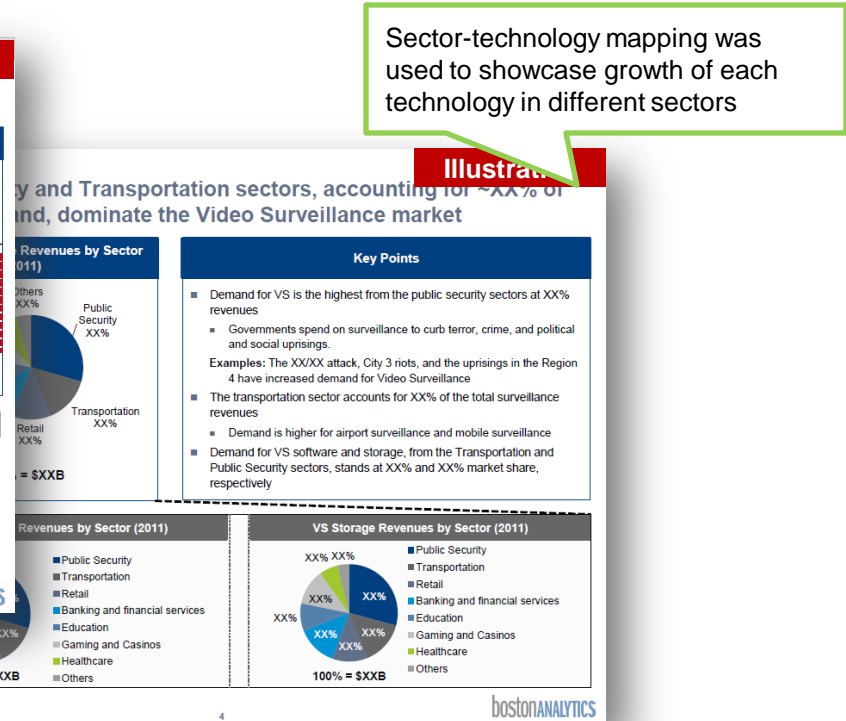 Sector-technology mapping was
used to showcase growth of each
technology in different sectors
and Transportation sectors, accounting for ~XX% of
dominate the Video Surveillance market
Revenues by Sector
Key Points
Others
XX%
Public
Security
XX%
Transportation
XX%
Retail
XX%
= $XXB
■ Demand for VS is the highest from the public security sectors at XX%
revenues
■ Governments spend on surveillance to curb terror, crime, and political
and social uprisings.
Examples: The XX/XX attack, City 3 riots, and the uprisings in the Region
4 have increased demand for Video Surveillance
■ The transportation sector accounts for XX% of the total surveillance
revenues
■ Demand is higher for airport surveillance and mobile surveillance
■ Demand for VS software and storage, from the Transportation and
Public Security sectors, stands at XX% and XX% market share,
respectively
Revenues by Sector (2011)
■Public Security
■Transportation
■Retail
■Banking and financial services
■Education
Gaming and Casinos
■Healthcare
■Others
VS Storage Revenues by Sector (2011)
XX% XX%
XX%
XX%
XX%
XX%
XX%
XX%
100% = $XXB
■Public Security
■Transportation
■Retail
■Banking and financial services
■Education
Gaming and Casinos
■Healthcare
■Others
4
bostonANALYTICS